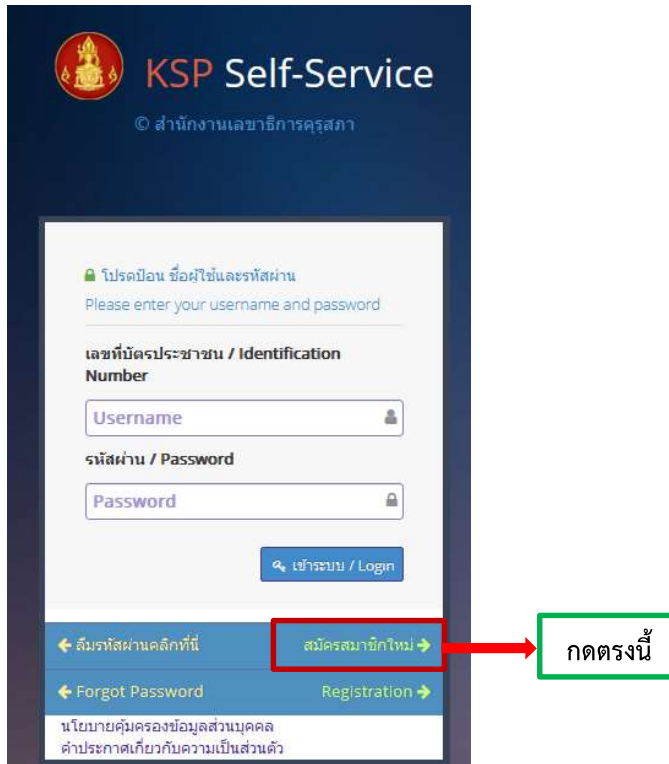 KSP Self-Service
© สำนักงานเลขาธิการคุรุสภา
โปรดป้อน ชื่อผู้ใช้และรหัสผ่าน
Please enter your username and password
เลขที่บัตรประชาชน / Identification
Number
Username
รหัสผ่าน / Password
Password
เข้าระบบ / Login
ลืมรหัสผ่านคลิกที่นี่ สมัครสมาชิกใหม่
กดตรงนี้
Forgot Password Registration
นโยบายคุ้มครองข้อมูลส่วนบุคคล
คำประกาศเกี่ยวกับความเป็นส่วนตัว